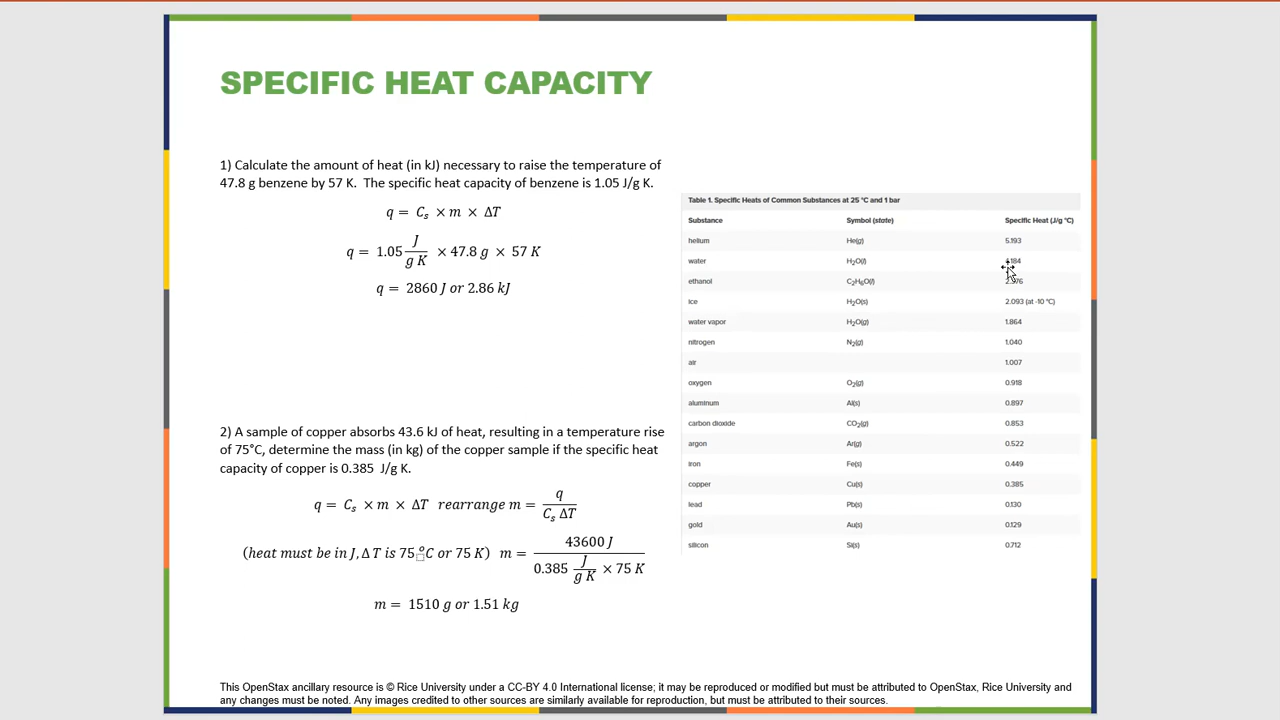 SPECIFIC HEAT CAPACITY
1) Calculate the amount of heat (in kJ) necessary to raise the temperature of
47.8 g benzene by 57 K.  The specific heat capacity of benzene is 1.05 J/g K.
q = Cₛ × m × ΔT
q = 1.05 J/g K × 47.8 g × 57 K
q = 2860 J or 2.86 kJ
2) A sample of copper absorbs 43.6 kJ of heat, resulting in a temperature rise
of 75°C, determine the mass (in kg) of the copper sample if the specific heat
capacity of copper is 0.385  J/g K.
q = Cₛ × m × ΔT  rearrange m = q / Cₛ ΔT
(heat must be in J, Δ T is 75 °C or 75 K)  m = 43600 J / 0.385 J/g K × 75 K
m = 1510 g or 1.51 kg
Table 1. Specific Heats of Common Substances at 25 °C and 1 bar
Substance Symbol (state) Specific Heat (J/g °C)
helium He(g) 5.193
water H₂O(l) 184
ethanol C₂H₆O(l)
ice H₂O(s) 2.093 (at -10 °C)
water vapor H₂O(g) 1.864
nitrogen N₂(g) 1.040
air 1.007
oxygen O₂(g) 0.918
aluminum Al(s) 0.897
carbon dioxide CO₂(g) 0.853
argon Ar(g) 0.522
iron Fe(s) 0.449
copper Cu(s) 0.385
lead Pb(s) 0.130
gold Au(s) 0.129
silicon Si(s) 0.712
This OpenStax ancillary resource is © Rice University under a CC-BY 4.0 International license; it may be reproduced or modified but must be attributed to OpenStax, Rice University and
any changes must be noted. Any images credited to other sources are similarly available for reproduction, but must be attributed to their sources.